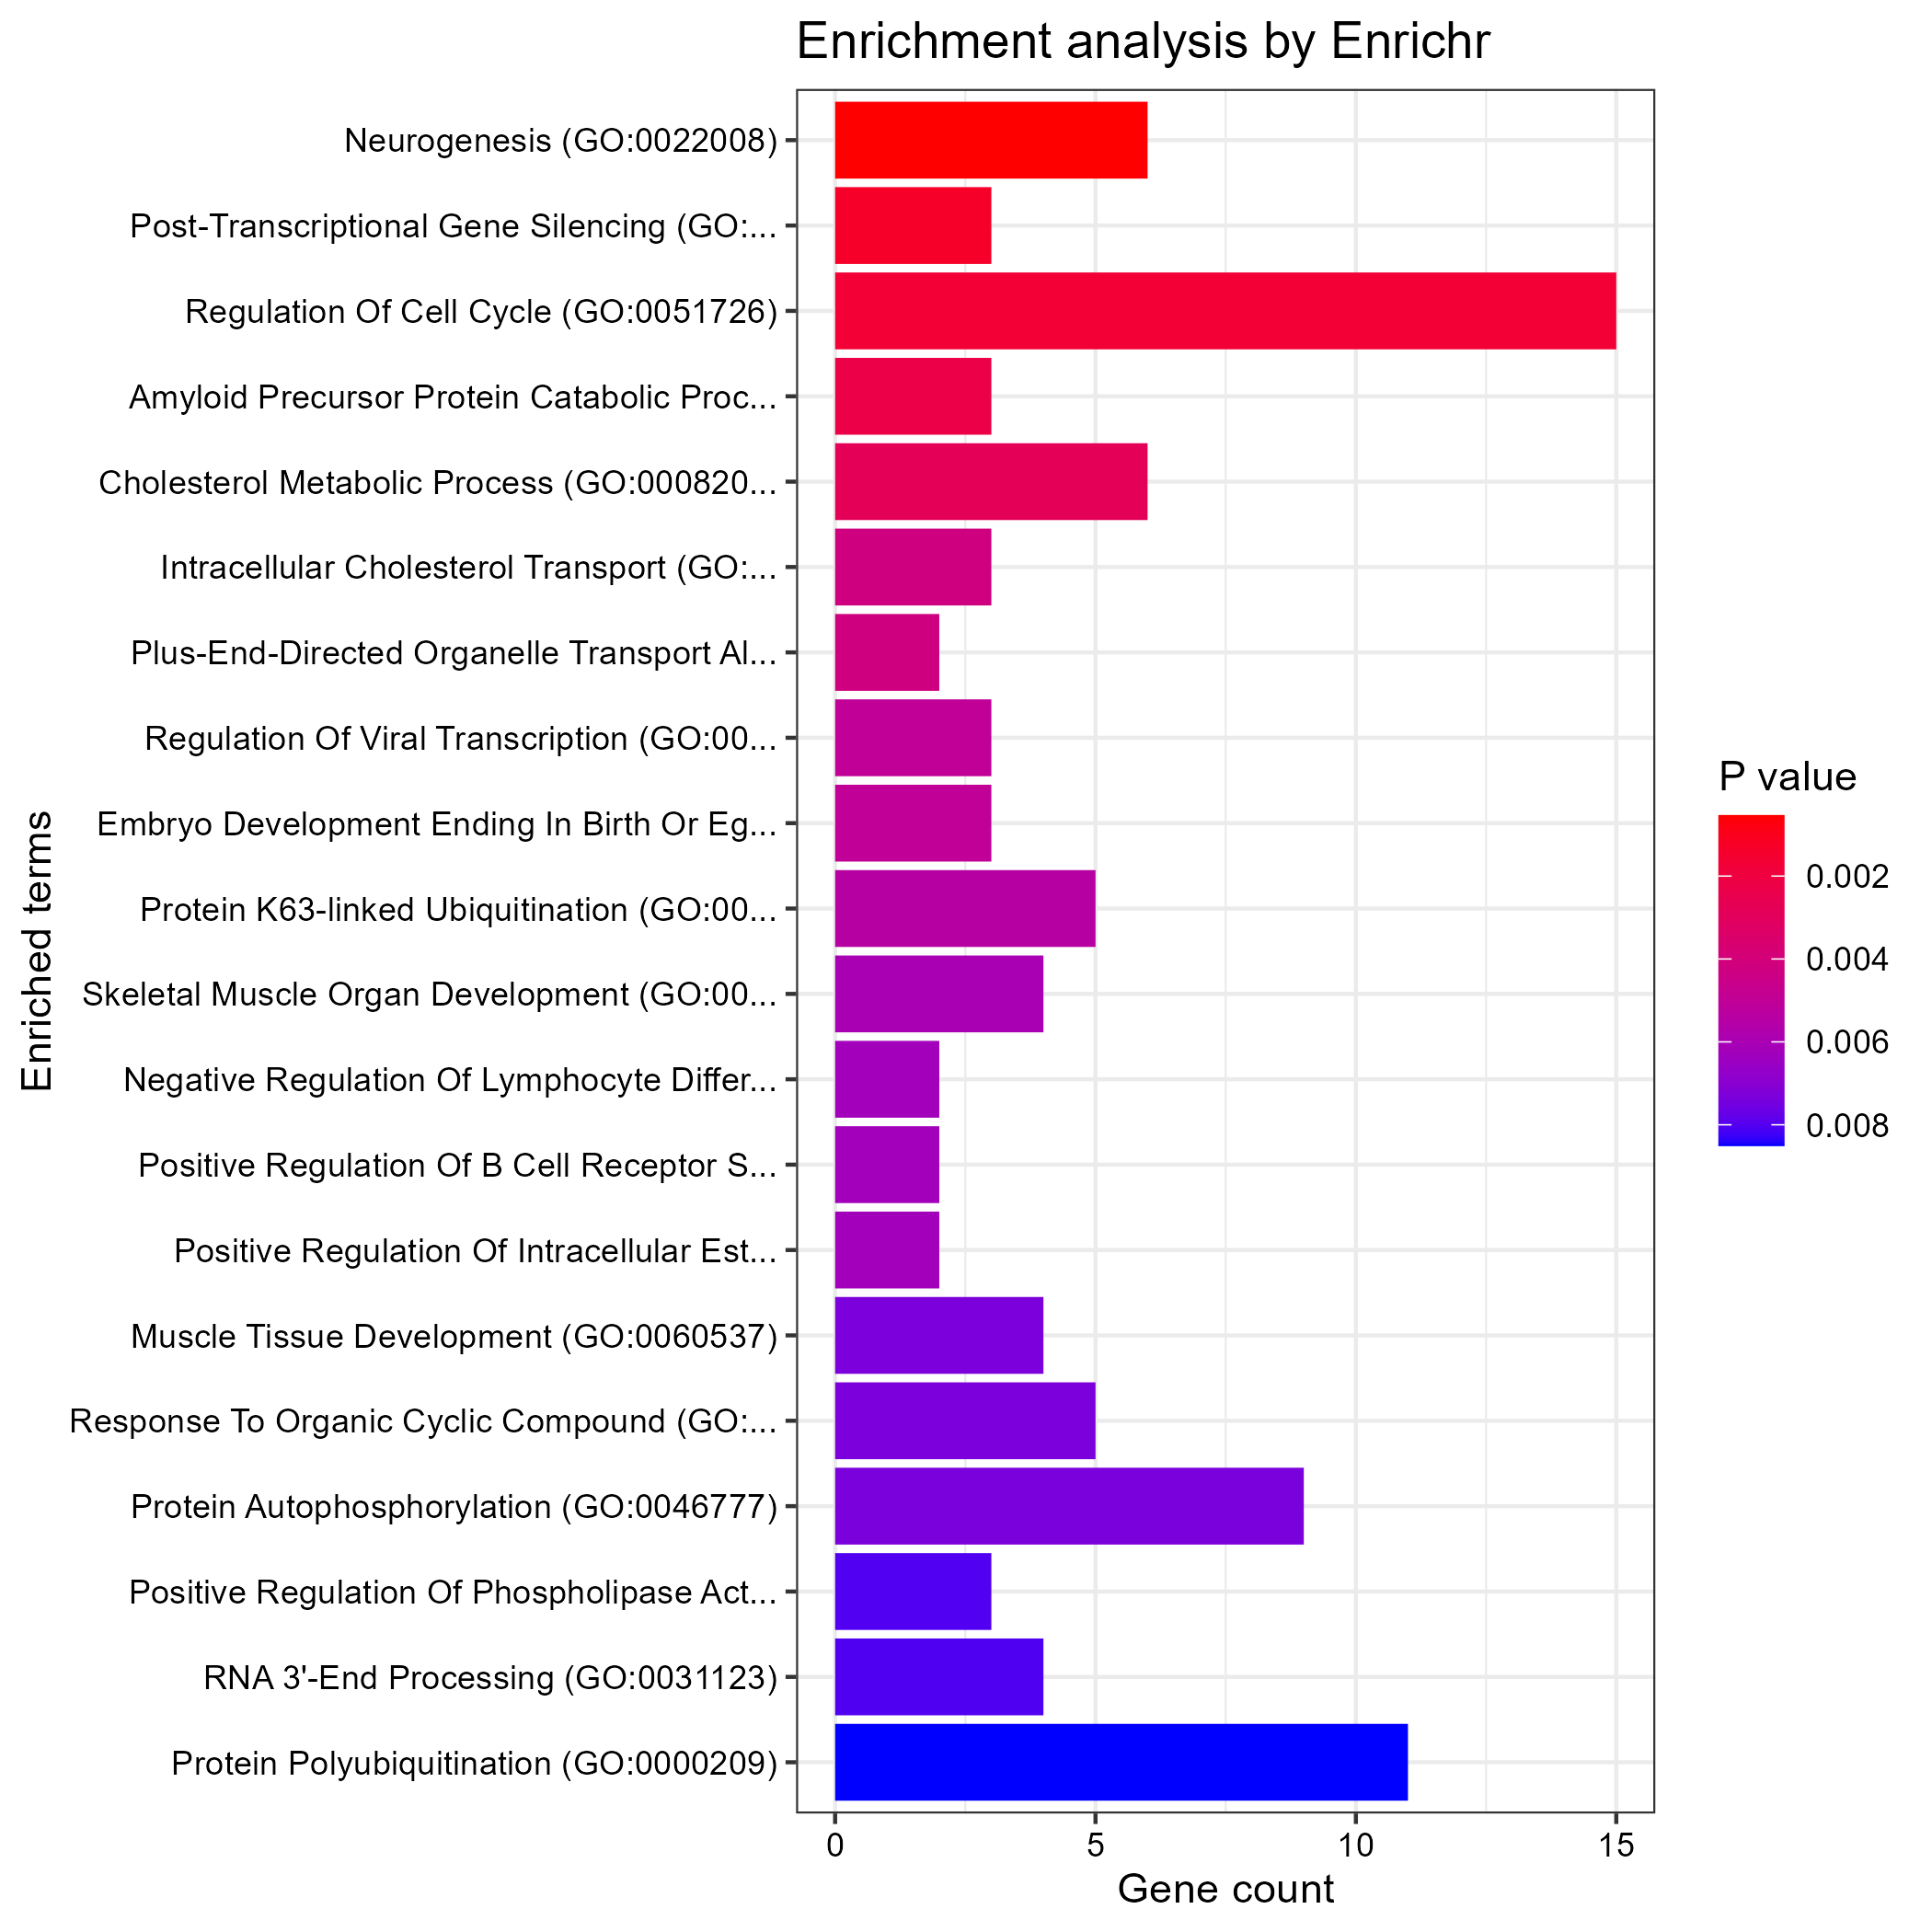 Enrichment analysis by Enrichr
Neurogenesis (GO:0022008)
Post-Transcriptional Gene Silencing (GO:...
Regulation Of Cell Cycle (GO:0051726)
Amyloid Precursor Protein Catabolic Proc...
Cholesterol Metabolic Process (GO:000820...
Intracellular Cholesterol Transport (GO:...
Plus-End-Directed Organelle Transport Al...
Regulation Of Viral Transcription (GO:00...
Embryo Development Ending In Birth Or Eg...
Protein K63-linked Ubiquitination (GO:00...
Skeletal Muscle Organ Development (GO:00...
Negative Regulation Of Lymphocyte Differ...
Positive Regulation Of B Cell Receptor S...
Positive Regulation Of Intracellular Est...
Muscle Tissue Development (GO:0060537)
Response To Organic Cyclic Compound (GO:...
Protein Autophosphorylation (GO:0046777)
Positive Regulation Of Phospholipase Act...
RNA 3'-End Processing (GO:0031123)
Protein Polyubiquitination (GO:0000209)
Enriched terms
0 5 10 15
Gene count
P value
0.002
0.004
0.006
0.008